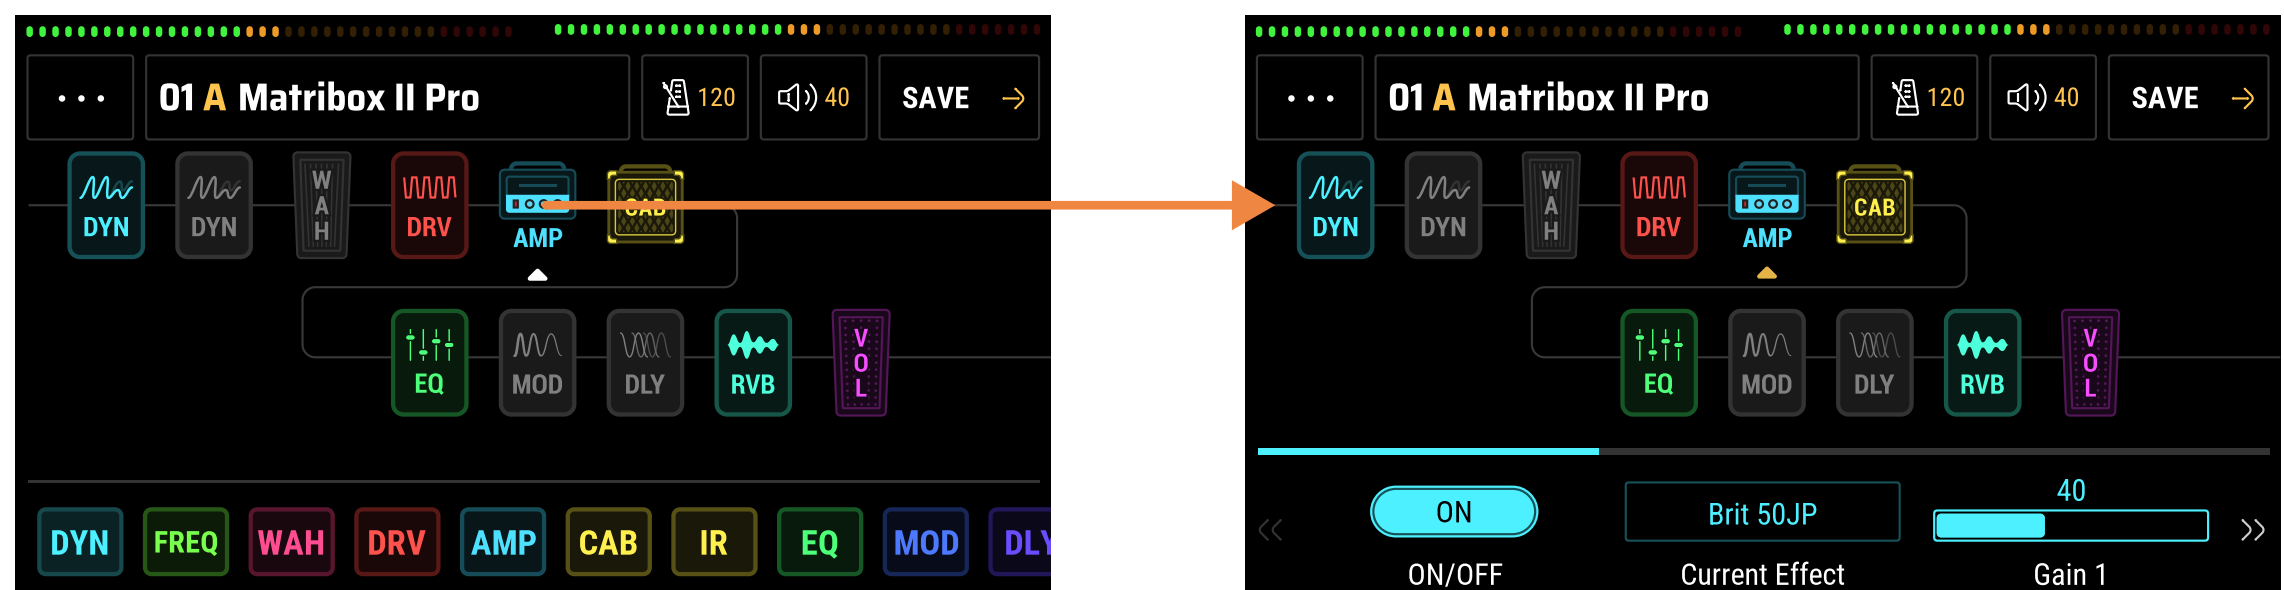 ... 01 A Matribox II Pro 120 40 SAVE
DYN DYN WAH DRV AMP CAB
EQ MOD DLY RVB VOL
DYN FREQ WAH DRV AMP CAB IR EQ MOD DLY
... 01 A Matribox II Pro 120 40 SAVE
DYN DYN WAH DRV AMP CAB
EQ MOD DLY RVB VOL
40
ON Brit 50JP
ON/OFF Current Effect Gain 1